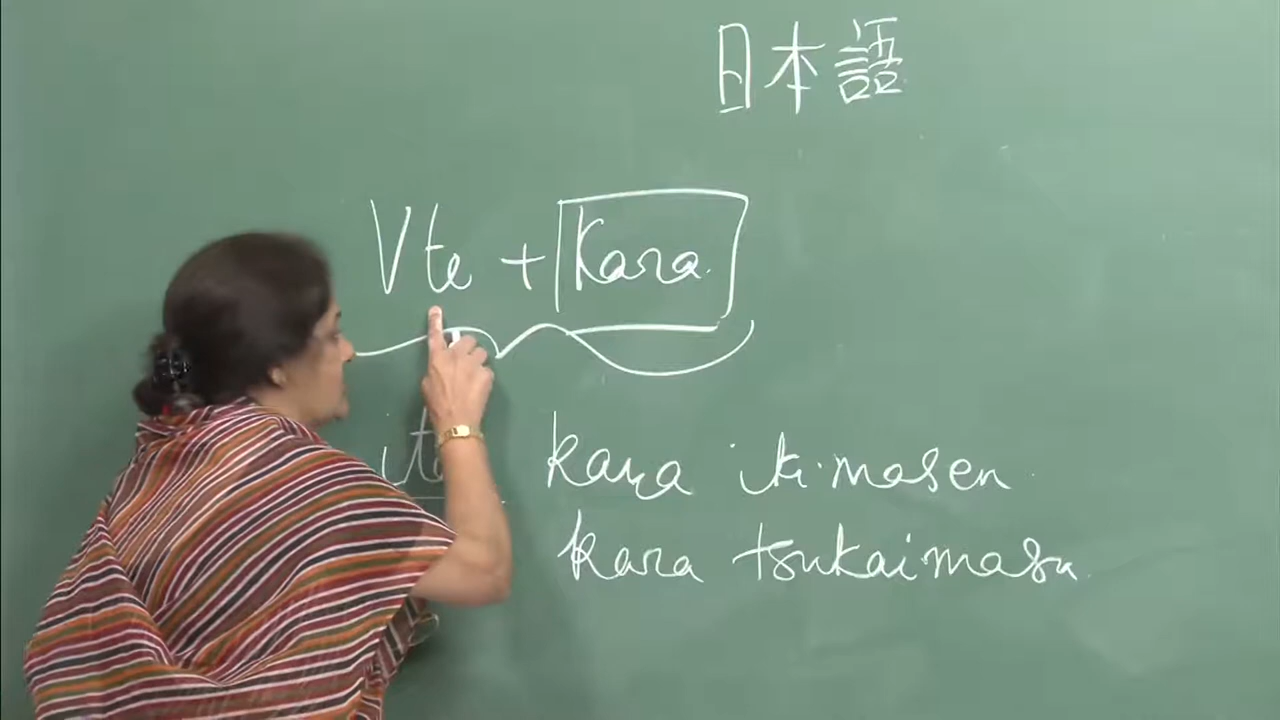 日本語
Vte + Kara
kara ikimasen
kara tsukaimasu